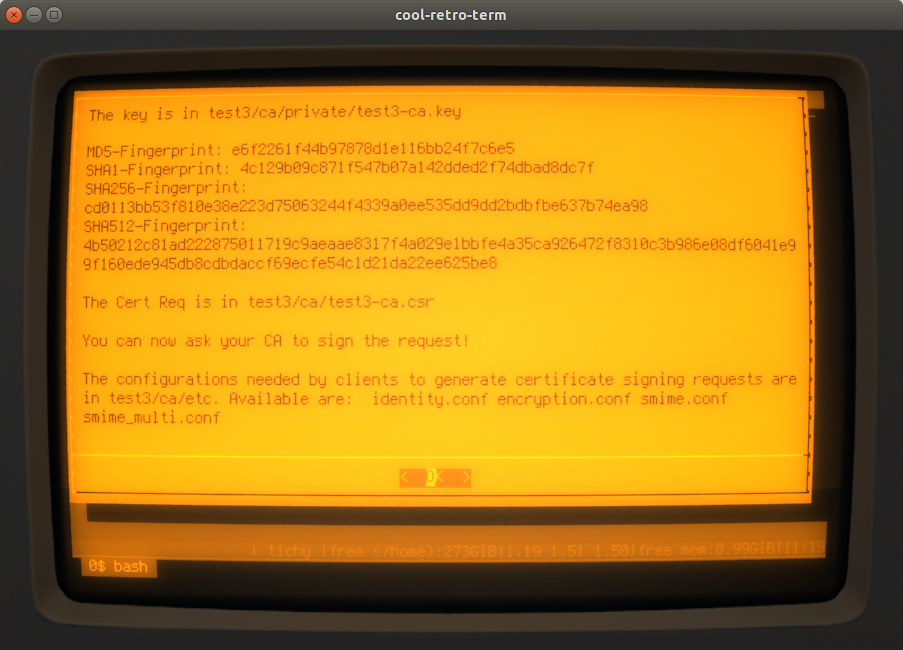 cool-retro-term
The key is in test3/ca/private/test3-ca.key
MD5-Fingerprint: e6f2261f44b97878d1e116bb24f7c6e5
SHA1-Fingerprint: 4c129b09c871f547b07a142dded2f74dbad8dc7f
SHA256-Fingerprint:
cd0113bb53f810e38e223d75063244f4339a0ee535dd9dd2bdbfbe637b74ea98
SHA512-Fingerprint:
4b50212c81ad222875011719c9aeaae8317f4a029e1bbfe4a35ca926472f8310c3b986e08df6041e9
9f160ede945db8cdbdaccf69ecfe54c1d21da22ee625be8
The Cert Req is in test3/ca/test3-ca.csr
You can now ask your CA to sign the request!
The configurations needed by clients to generate certificate signing requests are
in test3/ca/etc. Available are:  identity.conf encryption.conf smime.conf
smime_multi.conf
<  OK  >
| tichy |free (/home):273GiB|1.19 1.51 1.50|free mem:8.99GiB|11:19
0$ bash